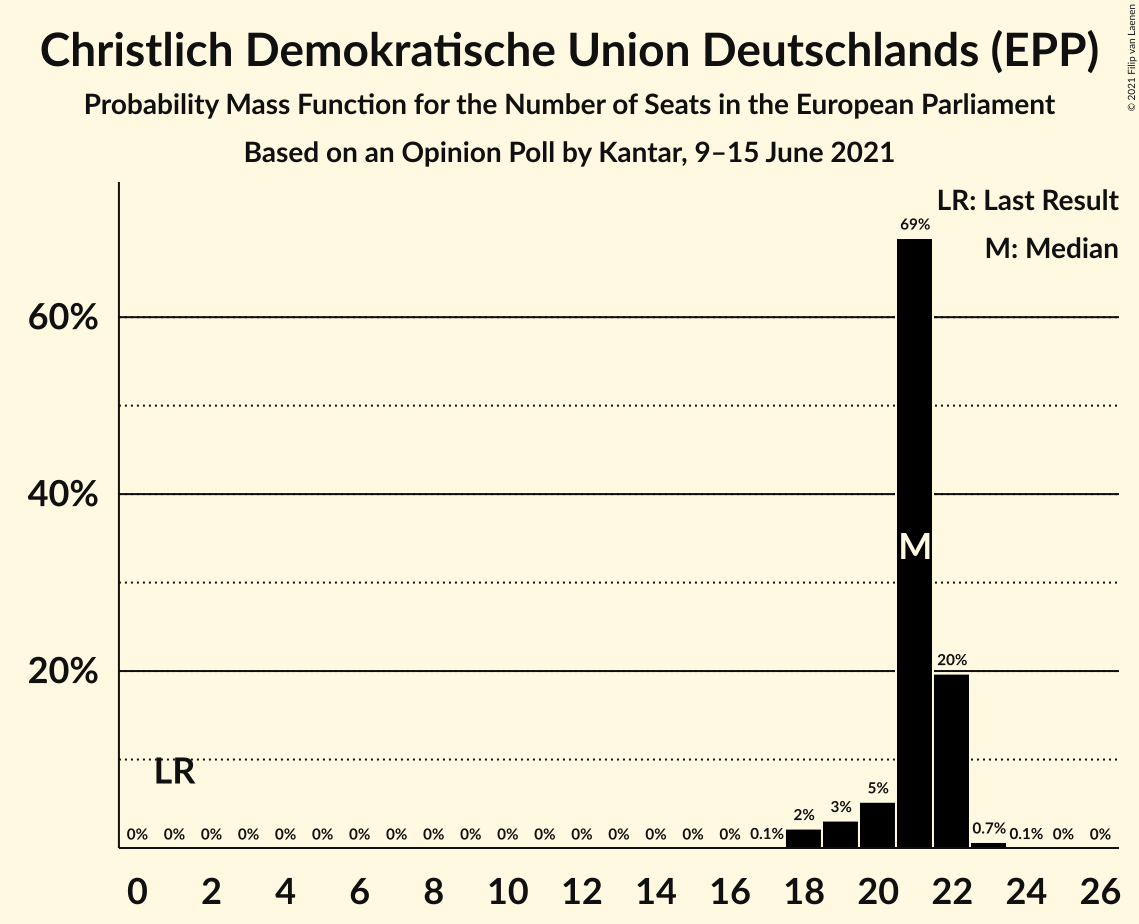 Christlich Demokratische Union Deutschlands (EPP)
Probability Mass Function for the Number of Seats in the European Parliament
Based on an Opinion Poll by Kantar, 9–15 June 2021
© 2021 Filip van Laenen
LR: Last Result
M: Median
69%
60%
40%
M
20%
20%
LR
0% 0% 0% 0% 0% 0% 0% 0% 0% 0% 0% 0% 0% 0% 0% 0% 0% 0.1% 2% 3% 5% 0.7% 0.1% 0% 0%
0 2 4 6 8 10 12 14 16 18 20 22 24 26